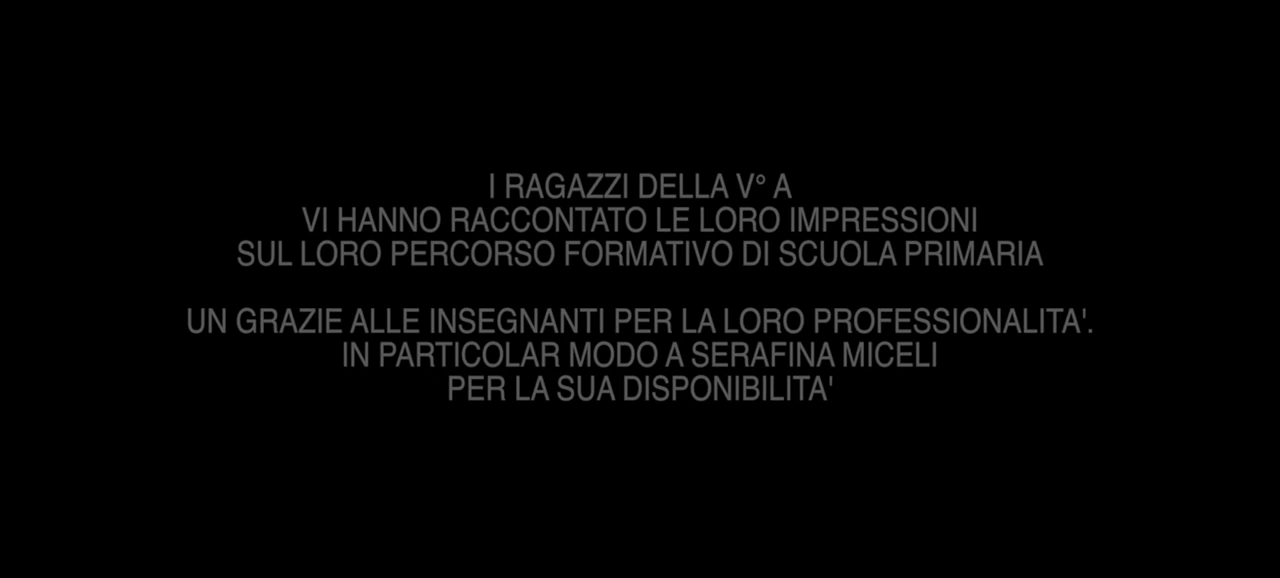 I RAGAZZI DELLA V° A
VI HANNO RACCONTATO LE LORO IMPRESSIONI
SUL LORO PERCORSO FORMATIVO DI SCUOLA PRIMARIA
UN GRAZIE ALLE INSEGNANTI PER LA LORO PROFESSIONALITA'.
IN PARTICOLAR MODO A SERAFINA MICELI
PER LA SUA DISPONIBILITA'